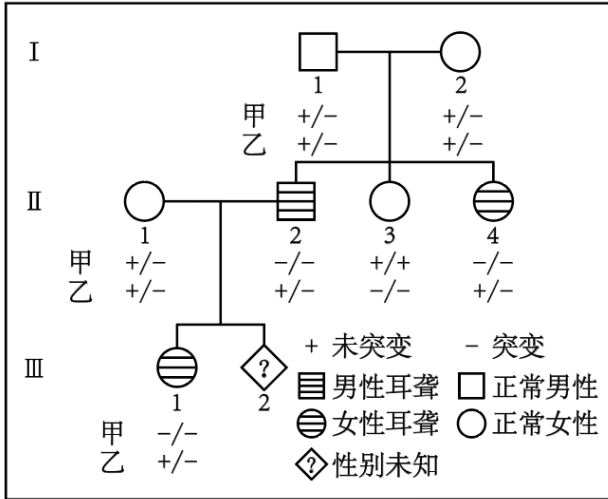 I
1 2
甲 +/− +/−
乙 +/− +/−
II
1 2 3 4
甲 +/− −/− +/+ −/−
乙 +/− +/− −/− +/−
III
?
1 2
甲 −/−
乙 +/−
+ 未突变 − 突变
男性耳聋 正常男性
女性耳聋 正常女性
? 性别未知